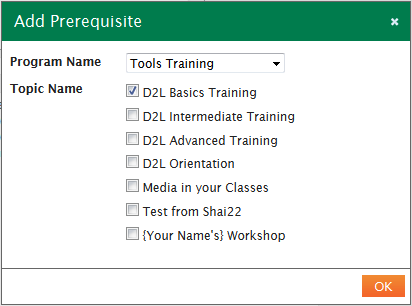 Add Prerequisite
Program Name Tools Training
Topic Name D2L Basics Training
D2L Intermediate Training
D2L Advanced Training
D2L Orientation
Media in your Classes
Test from Shai22
{Your Name's} Workshop
OK